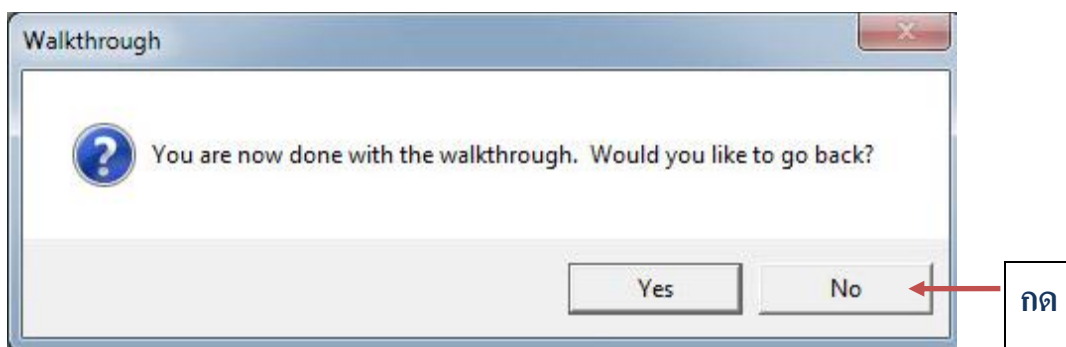 Walkthrough
You are now done with the walkthrough.  Would you like to go back?
Yes
No
กด